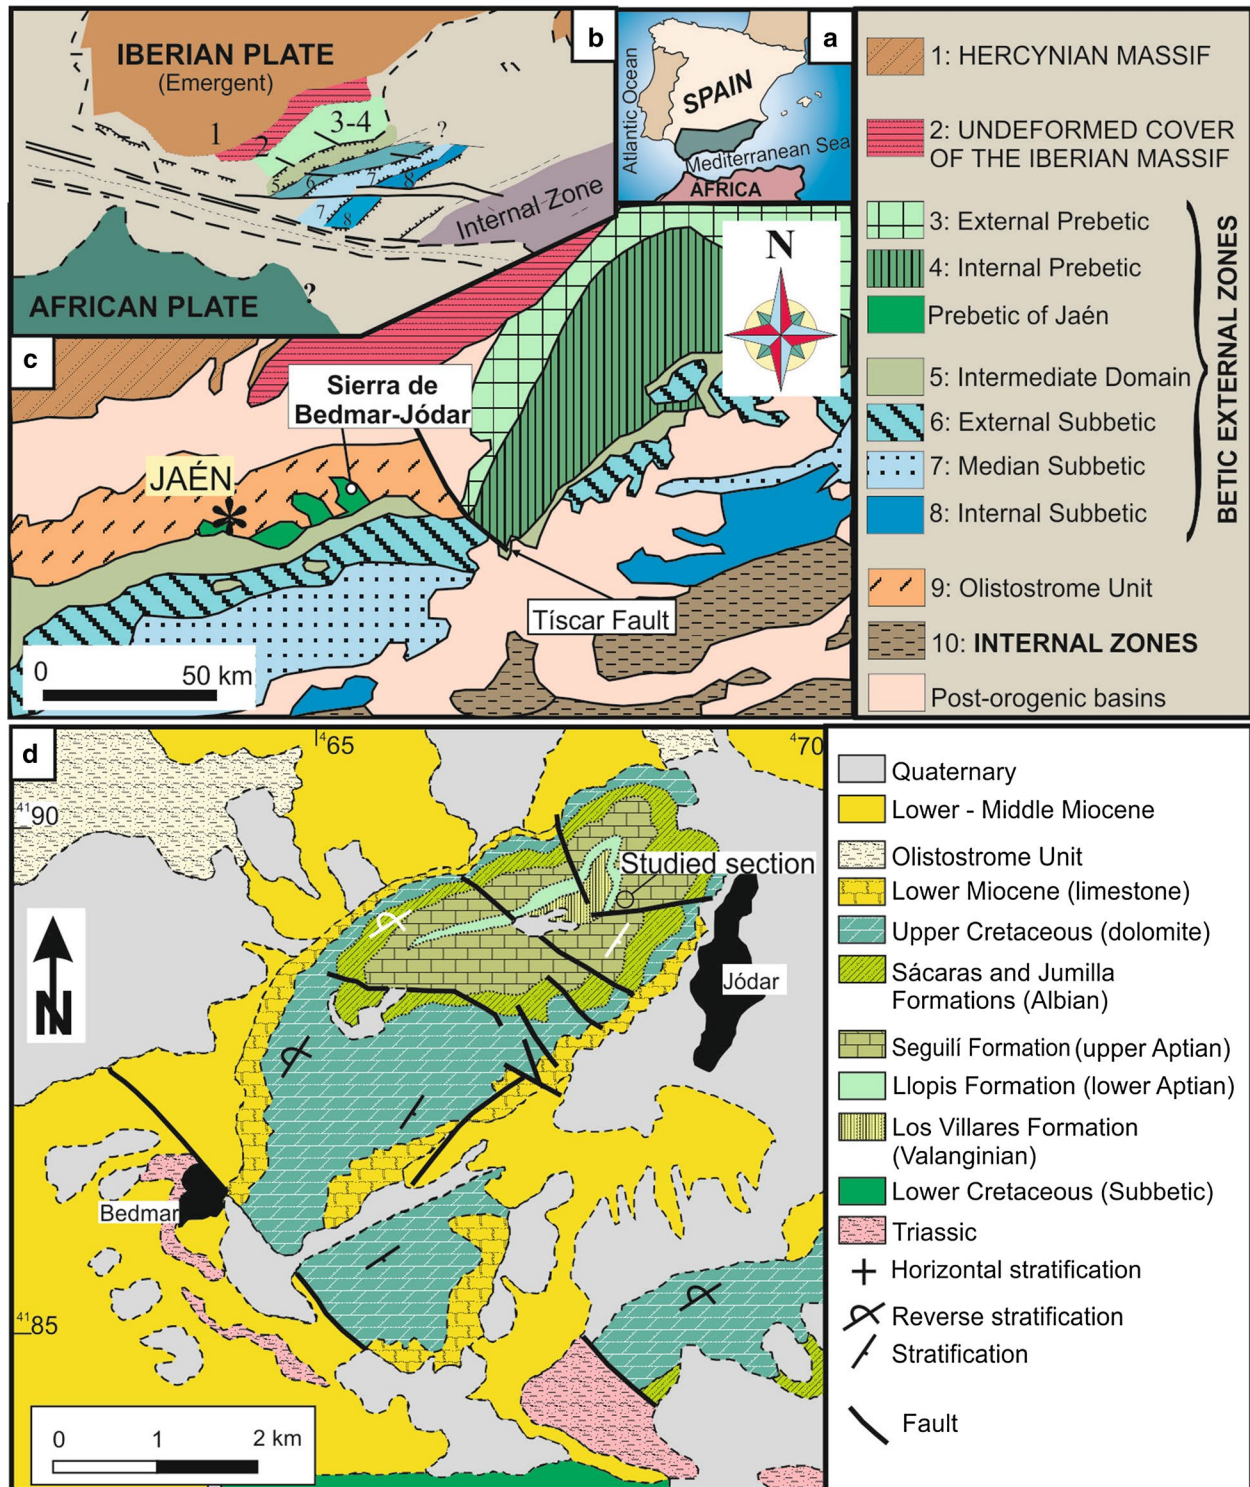 b
IBERIAN PLATE
(Emergent)
1
2
3-4
?
5
6
7
8
7
8
Internal Zone
AFRICAN PLATE
?
a
Atlantic Ocean
SPAIN
Mediterranean Sea
ÁFRICA
c
Sierra de
Bedmar-Jódar
JAÉN
N
Tíscar Fault
0
50 km
1: HERCYNIAN MASSIF
2: UNDEFORMED COVER
OF THE IBERIAN MASSIF
3: External Prebetic
4: Internal Prebetic
Prebetic of Jaén
5: Intermediate Domain
6: External Subbetic
7: Median Subbetic
8: Internal Subbetic
BETIC EXTERNAL ZONES
9: Olistostrome Unit
10: INTERNAL ZONES
Post-orogenic basins
d
465
470
4190
Studied section
N
Jódar
Bedmar
4185
0
1
2 km
Quaternary
Lower - Middle Miocene
Olistostrome Unit
Lower Miocene (limestone)
Upper Cretaceous (dolomite)
Sácaras and Jumilla
Formations (Albian)
Seguilí Formation (upper Aptian)
Llopis Formation (lower Aptian)
Los Villares Formation
(Valanginian)
Lower Cretaceous (Subbetic)
Triassic
Horizontal stratification
Reverse stratification
Stratification
Fault